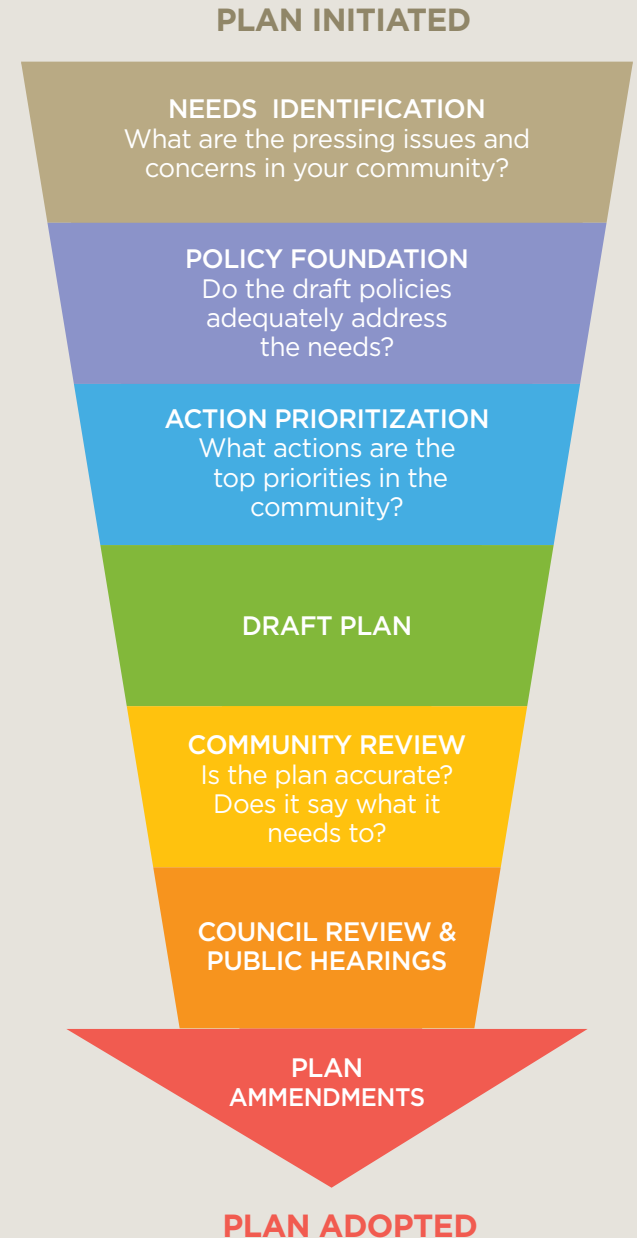 PLAN INITIATED
NEEDS IDENTIFICATION
What are the pressing issues and
concerns in your community?
POLICY FOUNDATION
Do the draft policies
adequately address
the needs?
ACTION PRIORITIZATION
What actions are the
top priorities in the
community?
DRAFT PLAN
COMMUNITY REVIEW
Is the plan accurate?
Does it say what it
needs to?
COUNCIL REVIEW &
PUBLIC HEARINGS
PLAN
AMMENDMENTS
PLAN ADOPTED